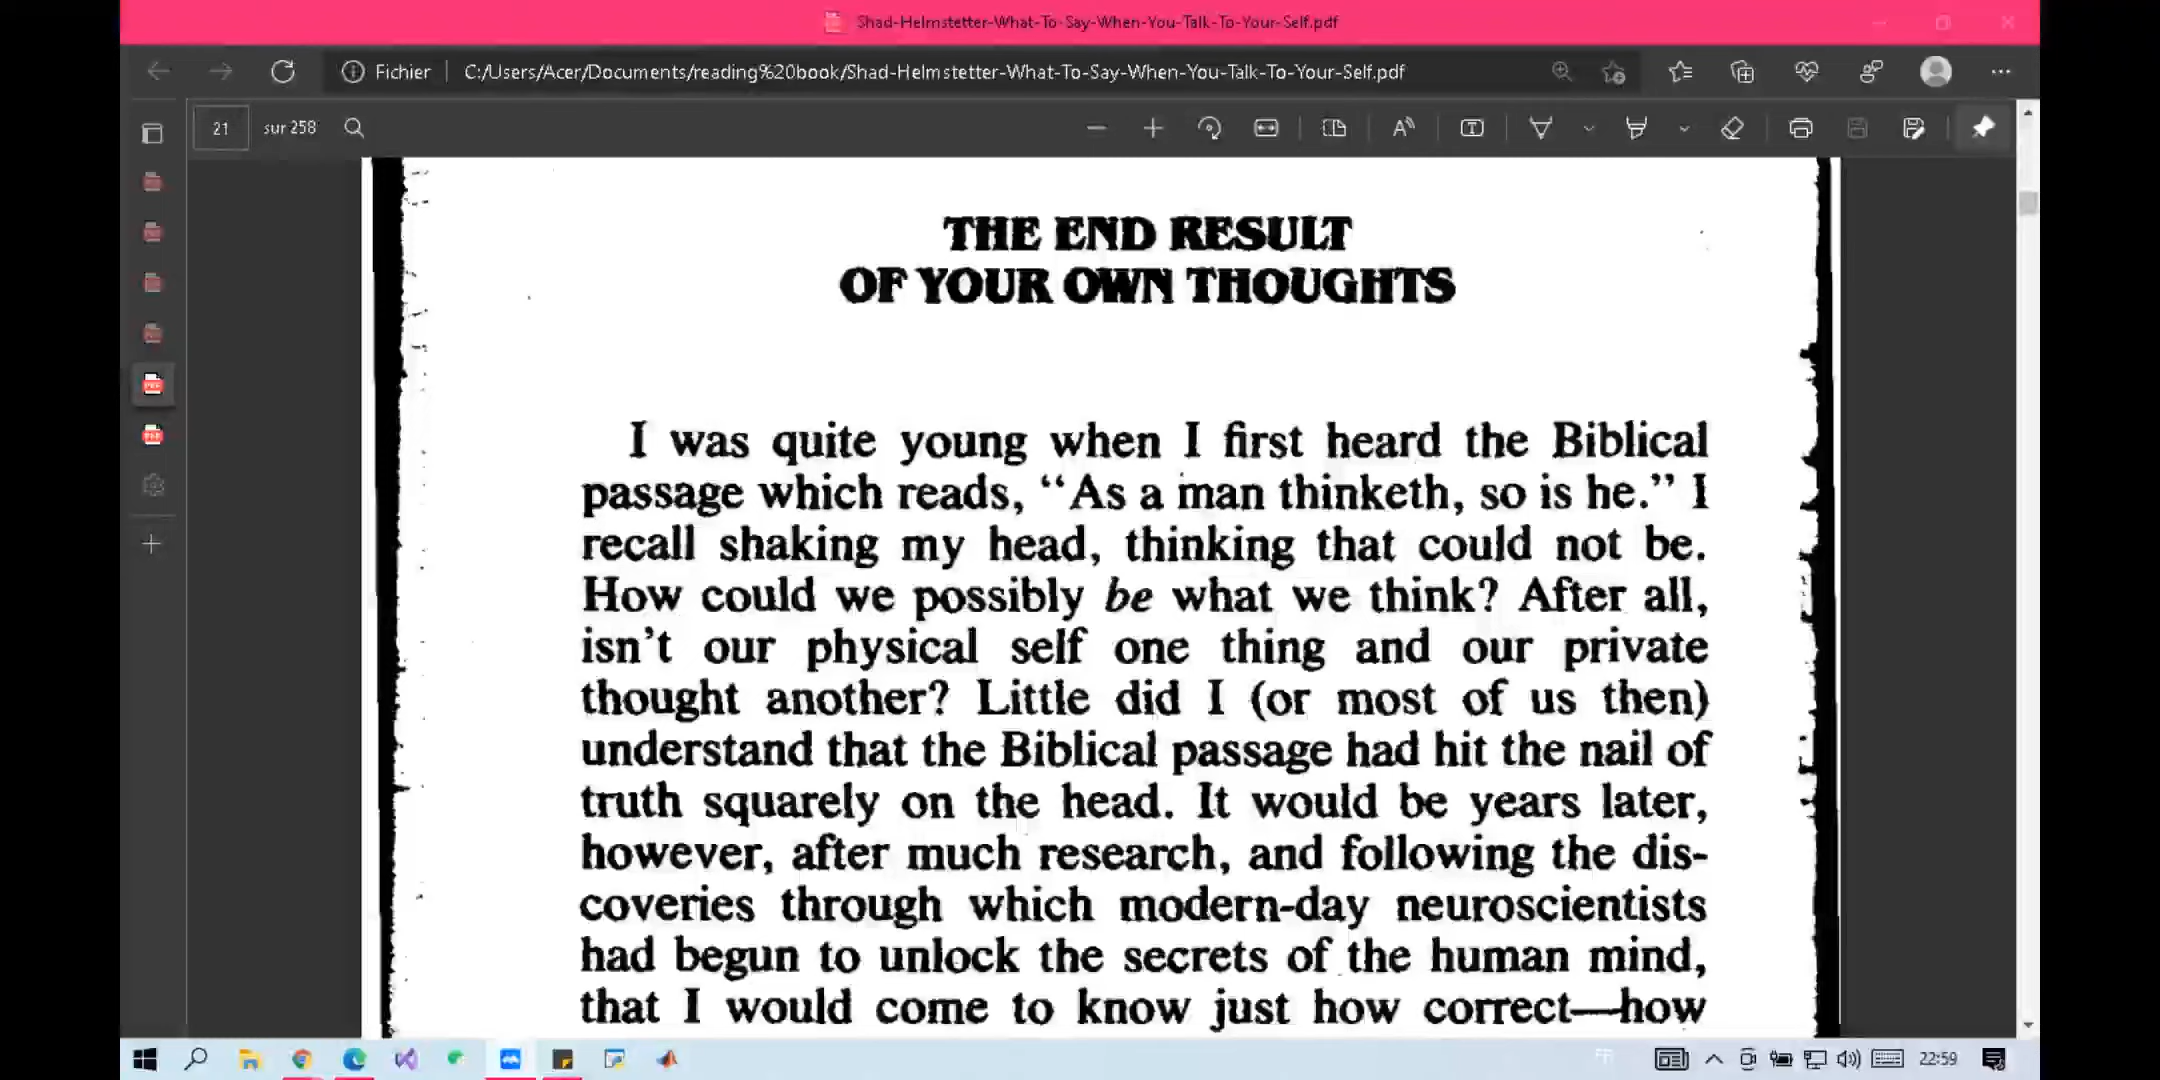 Shad-Helmstetter-What-To-Say-When-You-Talk-To-Your-Self.pdf
Fichier C:/Users/Acer/Documents/reading%20book/Shad-Helmstetter-What-To-Say-When-You-Talk-To-Your-Self.pdf
21 sur 258
THE END RESULT
OF YOUR OWN THOUGHTS
I was quite young when I first heard the Biblical
passage which reads, “As a man thinketh, so is he.” I
recall shaking my head, thinking that could not be.
How could we possibly be what we think? After all,
isn’t our physical self one thing and our private
thought another? Little did I (or most of us then)
understand that the Biblical passage had hit the nail of
truth squarely on the head. It would be years later,
however, after much research, and following the dis-
coveries through which modern-day neuroscientists
had begun to unlock the secrets of the human mind,
that I would come to know just how correct—how
FR 22:59